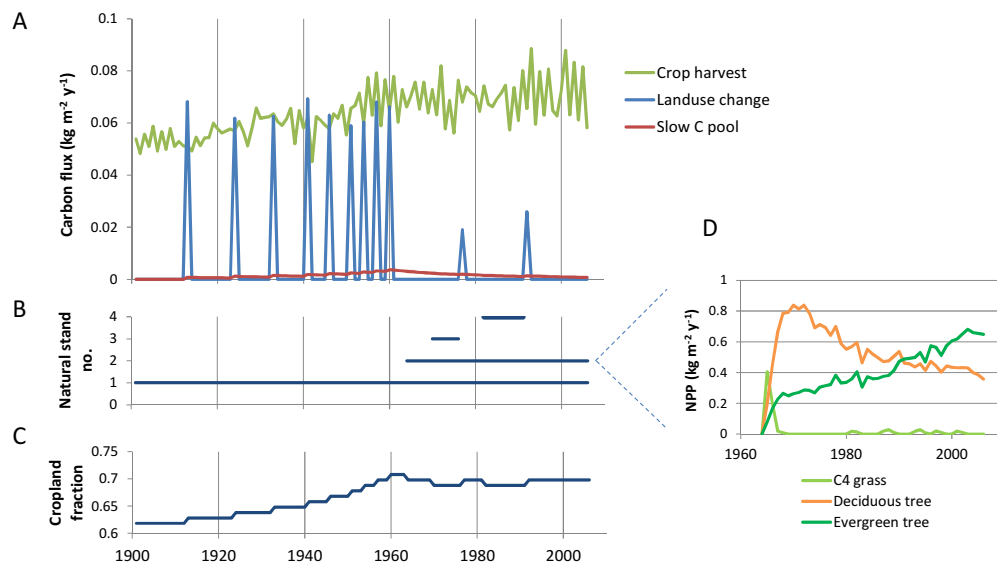 A
0.1
0.08
0.06
0.04
0.02
0
Carbon flux (kg m⁻² y⁻¹)
Crop harvest
Landuse change
Slow C pool
B
4
3
2
1
0
Natural stand
no.
C
0.75
0.7
0.65
0.6
Cropland
fraction
1900 1920 1940 1960 1980 2000
D
1
0.8
0.6
0.4
0.2
0
NPP (kg m⁻² y⁻¹)
1960 1980 2000
C4 grass
Deciduous tree
Evergreen tree